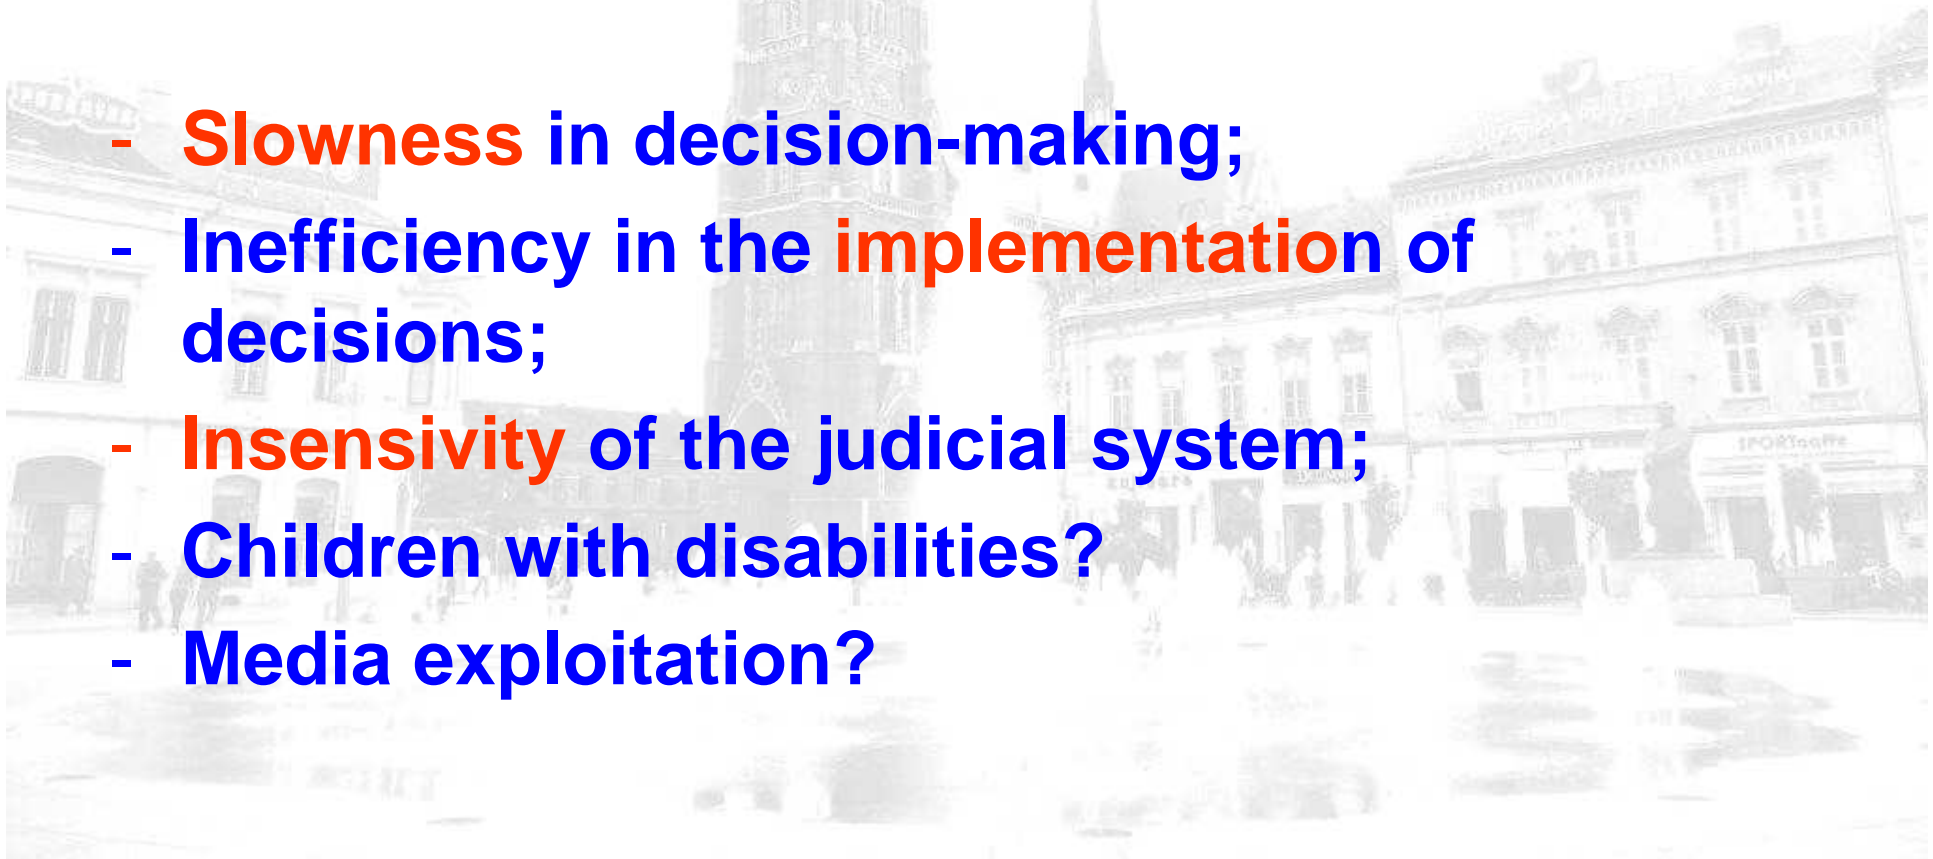 - Slowness in decision-making;
- Inefficiency in the implementation of
decisions;
- Insensivity of the judicial system;
- Children with disabilities?
- Media exploitation?